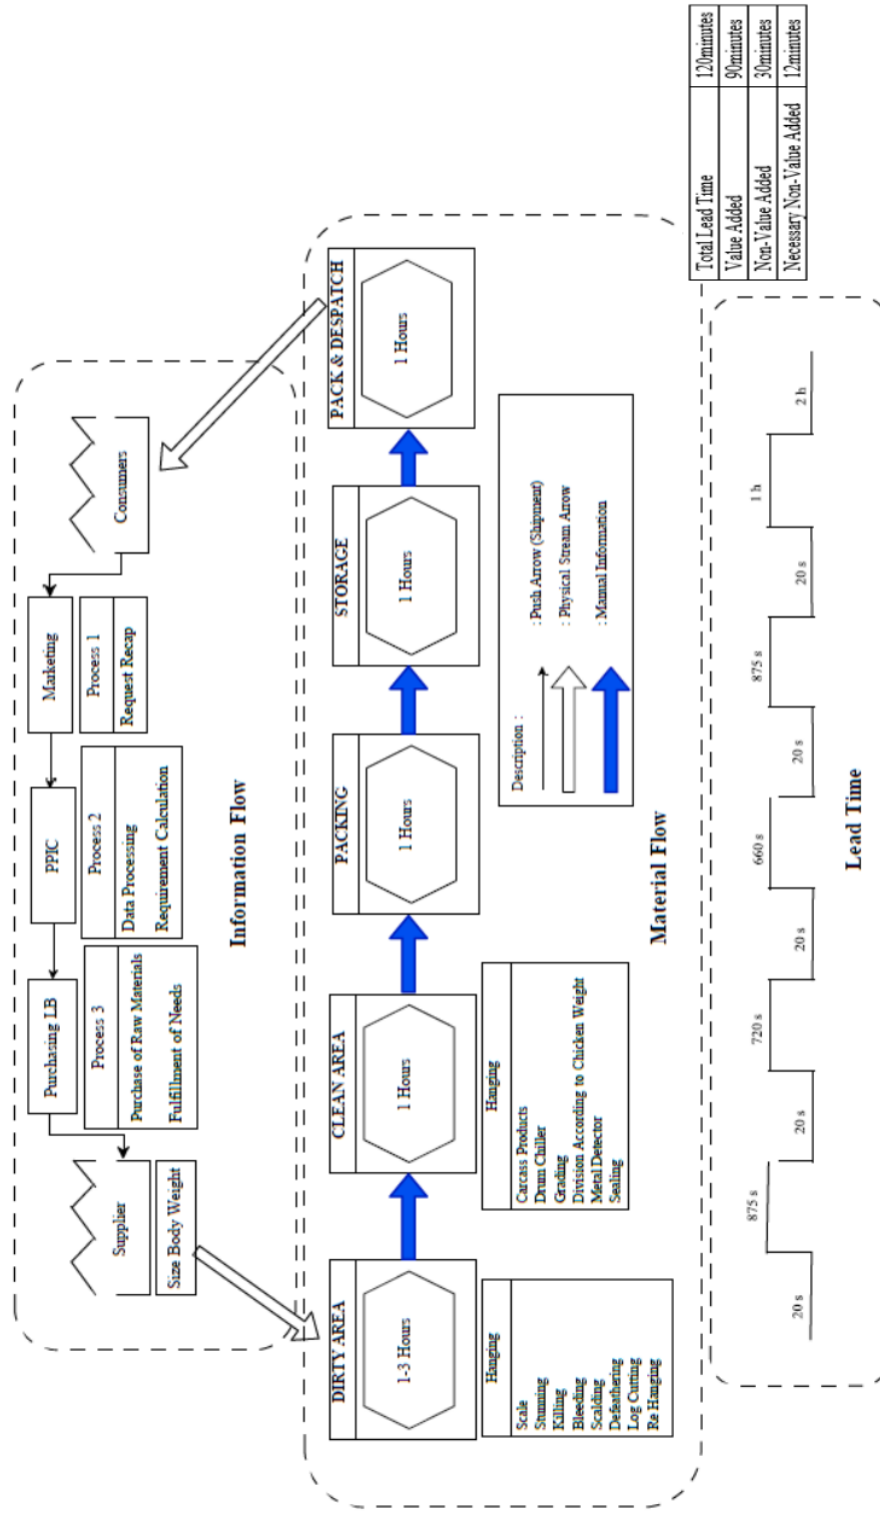 Supplier
Size Body Weight
Purchasing LB
Process 3
Purchase of Raw Materials
Fulfillment of Needs
PPIC
Process 2
Data Processing
Requirement Calculation
Marketing
Process 1
Request Recap
Consumers
Information Flow
DIRTY AREA
1-3 Hours
Hanging
Scale
Stunning
Killing
Bleeding
Scalding
Defeathering
Log Cutting
Re Hanging
CLEAN AREA
1 Hours
Hanging
Carcass Products
Drum Chiller
Grading
Division According to Chicken Weight
Metal Detector
Sealing
PACKING
1 Hours
STORAGE
1 Hours
PACK & DESPATCH
1 Hours
Description :
: Push Arrow (Shipment)
: Physical Stream Arrow
: Manual Information
Material Flow
20 s
875 s
20 s
720 s
20 s
660 s
20 s
875 s
20 s
1 h
2 h
Lead Time
Total Lead Time 120minutes
Value Added 90minutes
Non-Value Added 30minutes
Necessary Non-Value Added 12minutes